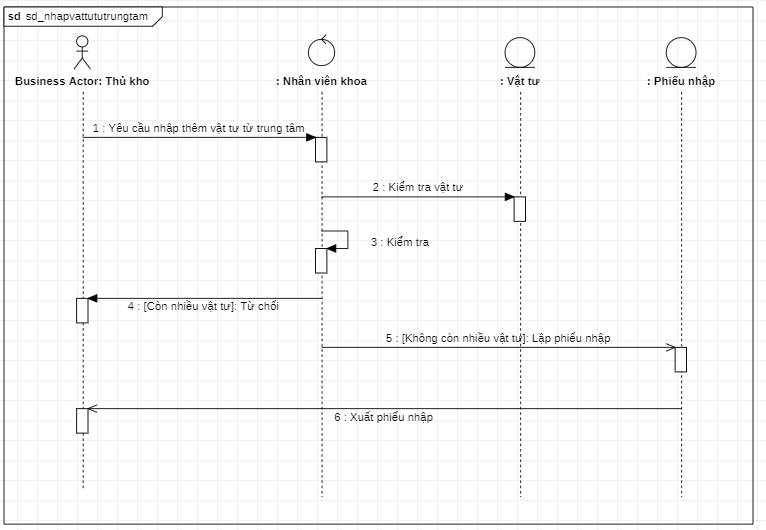 sd sd_nhapvattututrungtam
Business Actor: Thủ kho
: Nhân viên khoa
: Vật tư
: Phiếu nhập
1 : Yêu cầu nhập thêm vật tư từ trung tâm
2 : Kiểm tra vật tư
3 : Kiểm tra
4 : [Còn nhiều vật tư]: Từ chối
5 : [Không còn nhiều vật tư]: Lập phiếu nhập
6 : Xuất phiếu nhập